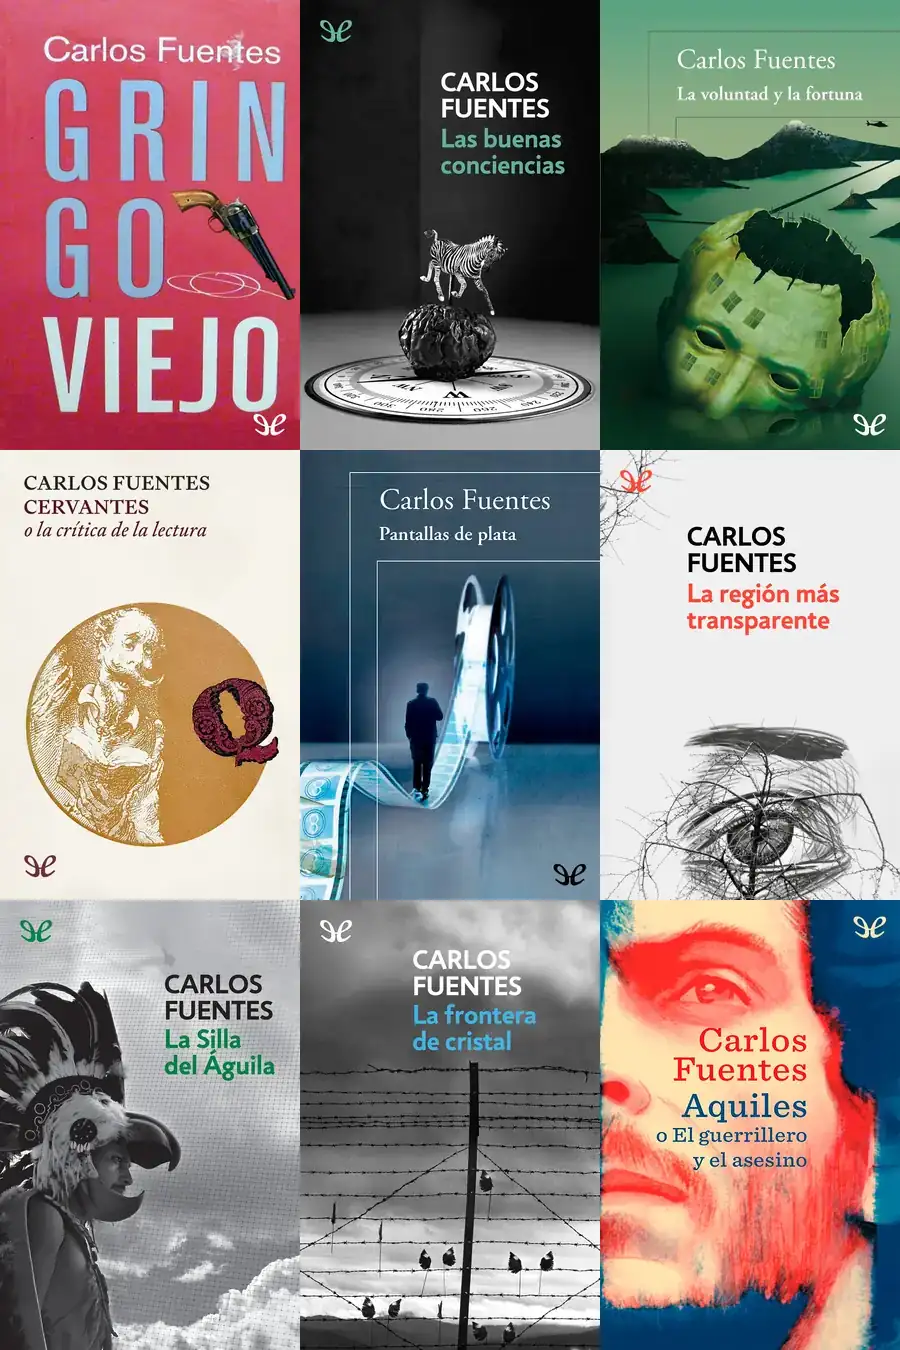 Carlos Fuentes
GRIN
GO
VIEJO
CARLOS
FUENTES
Las buenas
conciencias
W
Carlos Fuentes
La voluntad y la fortuna
CARLOS FUENTES
CERVANTES
o la crítica de la lectura
Q
Carlos Fuentes
Pantallas de plata
8
CARLOS
FUENTES
La región más
transparente
CARLOS
FUENTES
La Silla
del Águila
CARLOS
FUENTES
La frontera
de cristal
Carlos
Fuentes
Aquiles
o El guerrillero
y el asesino